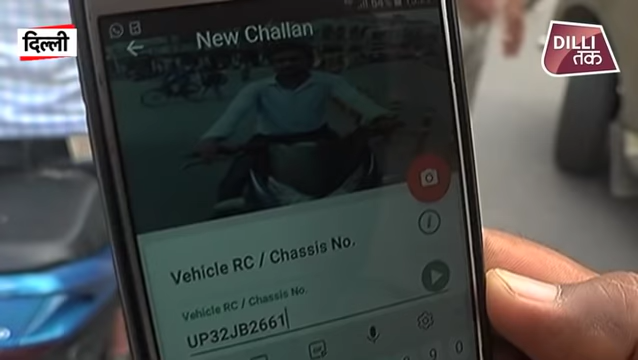 दिल्ली
DILLI
तक
New Challan
Vehicle RC / Chassis No.
Vehicle RC / Chassis No.
UP32JB2661